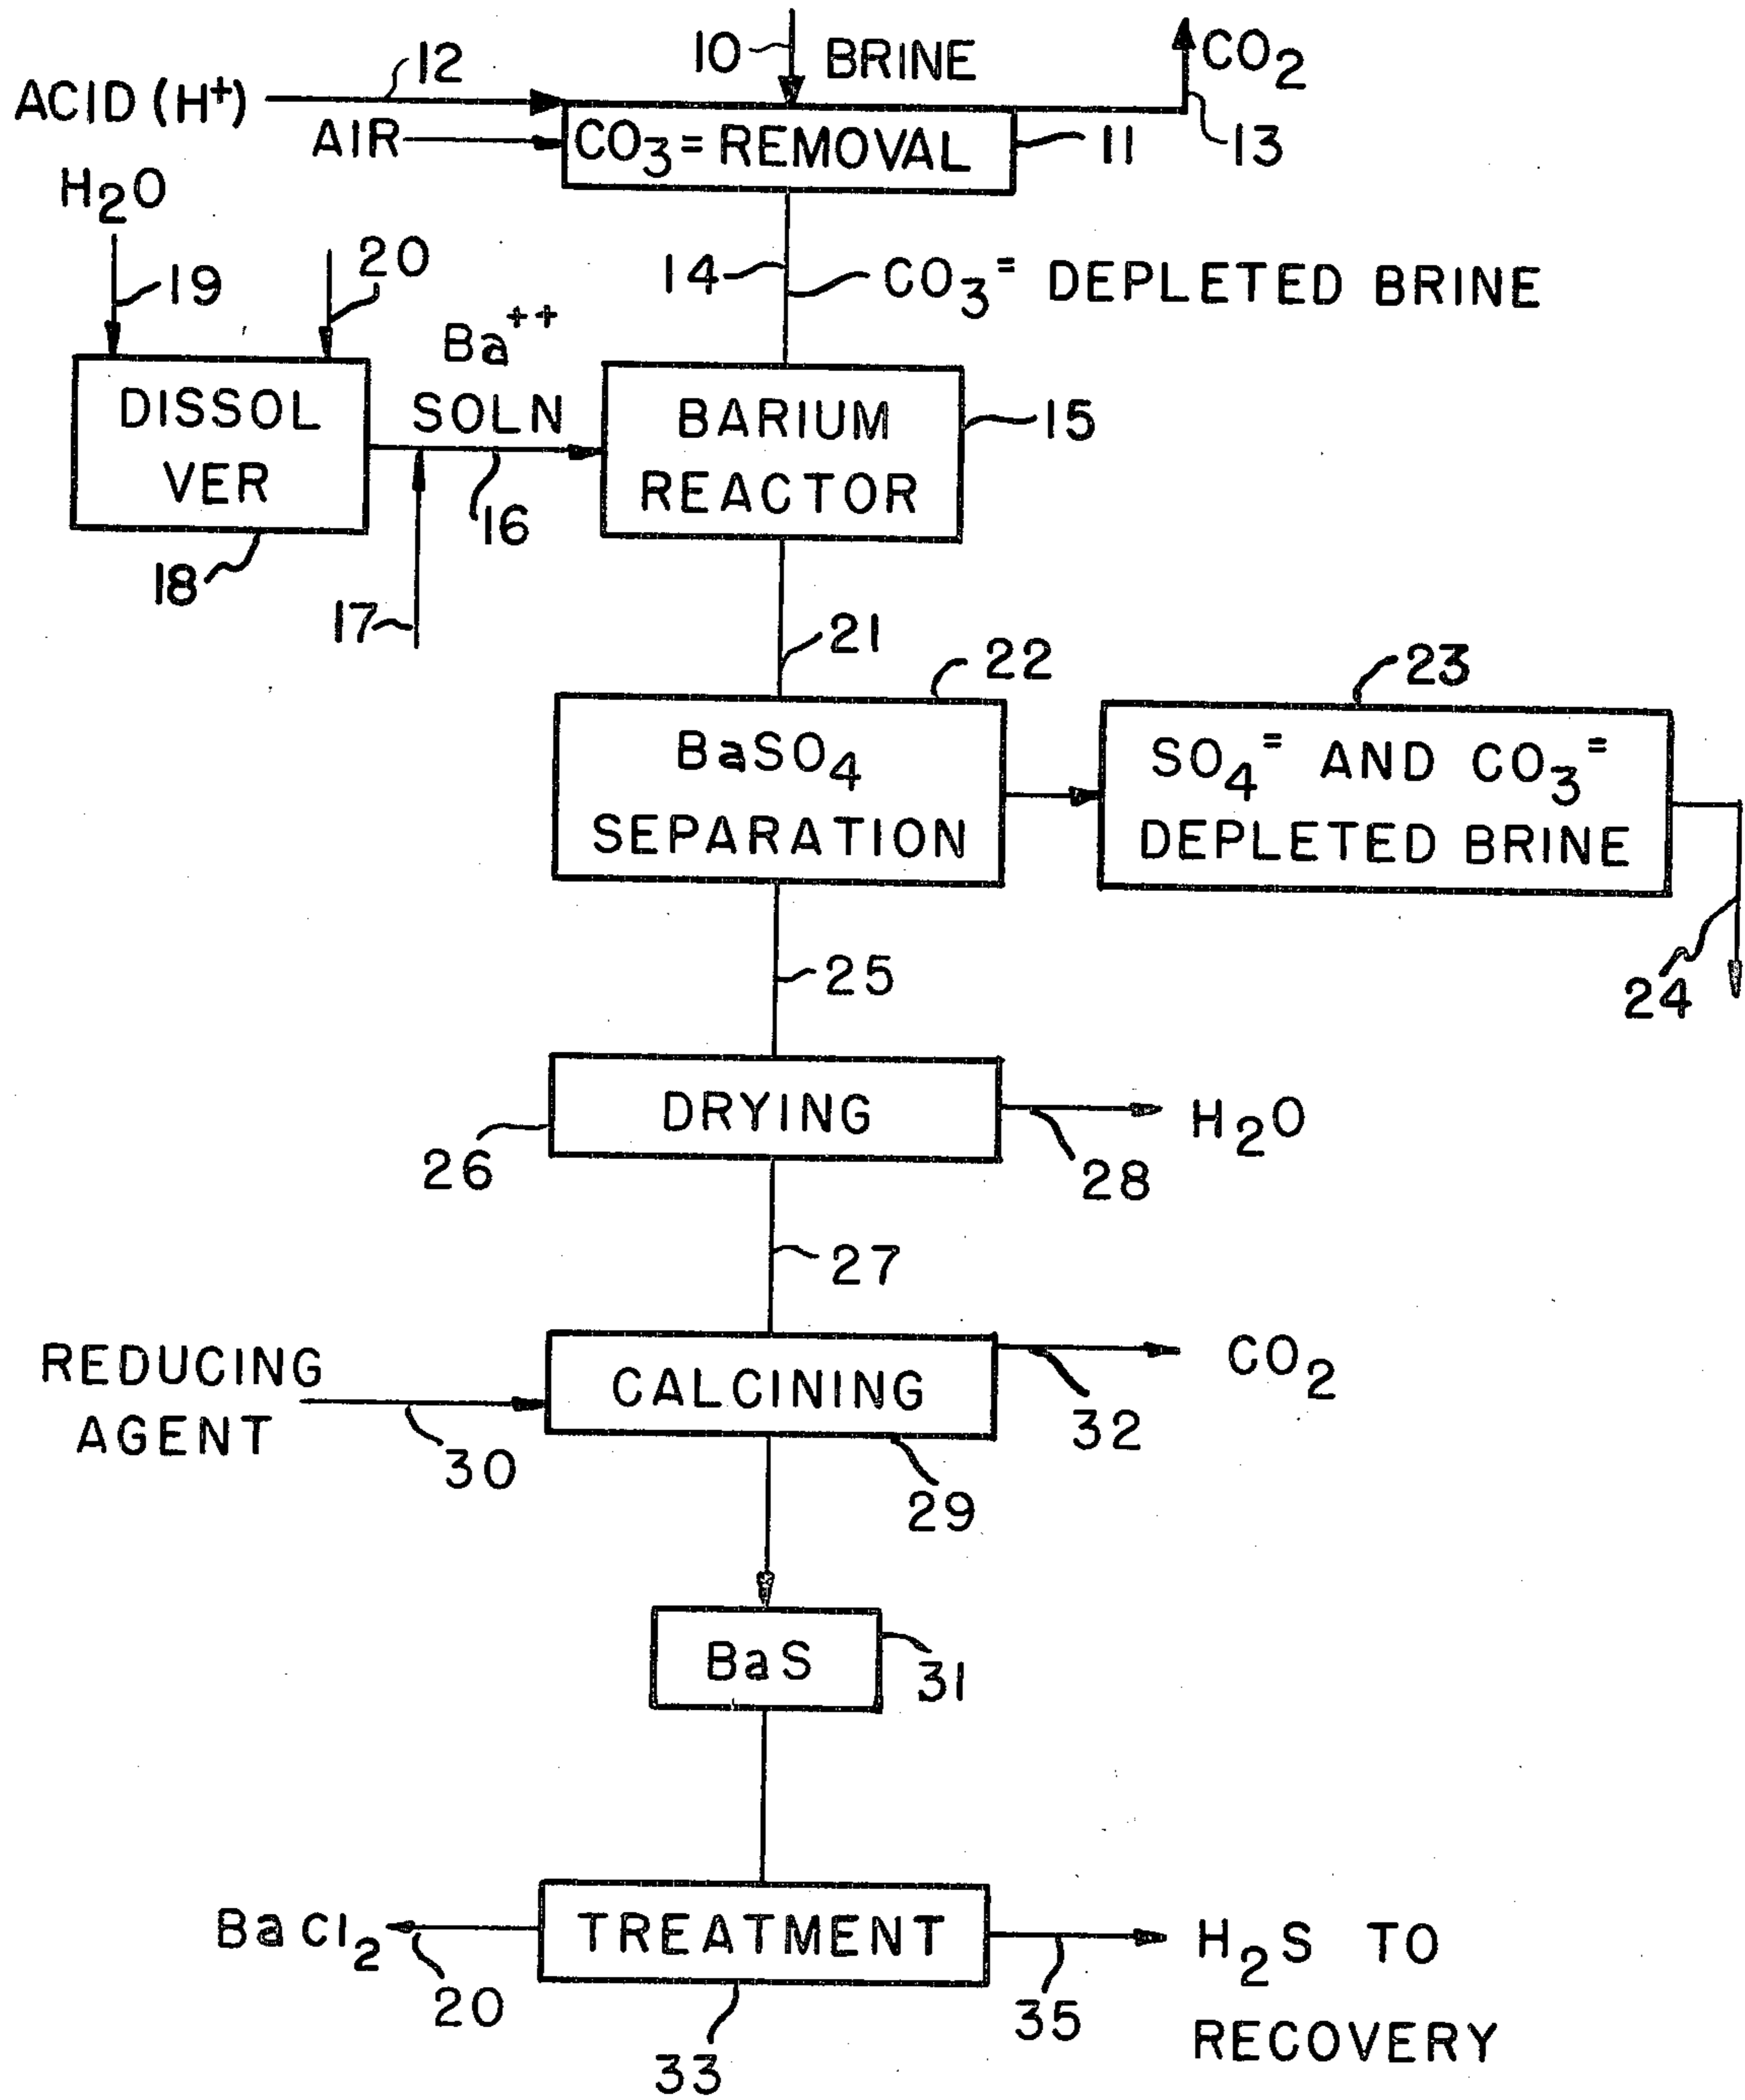 10 BRINE
CO2
12
ACID (H+)
AIR
CO3= REMOVAL
11
13
H2O
19
20
14
CO3= DEPLETED BRINE
Ba++
SOLN
DISSOL
VER
BARIUM
REACTOR
15
16
18
17
21
22
23
BaSO4
SEPARATION
SO4= AND CO3=
DEPLETED BRINE
24
25
DRYING
H2O
26
28
27
REDUCING
AGENT
CALCINING
CO2
30
32
29
BaS
31
BaCl2
TREATMENT
H2S TO
RECOVERY
20
35
33